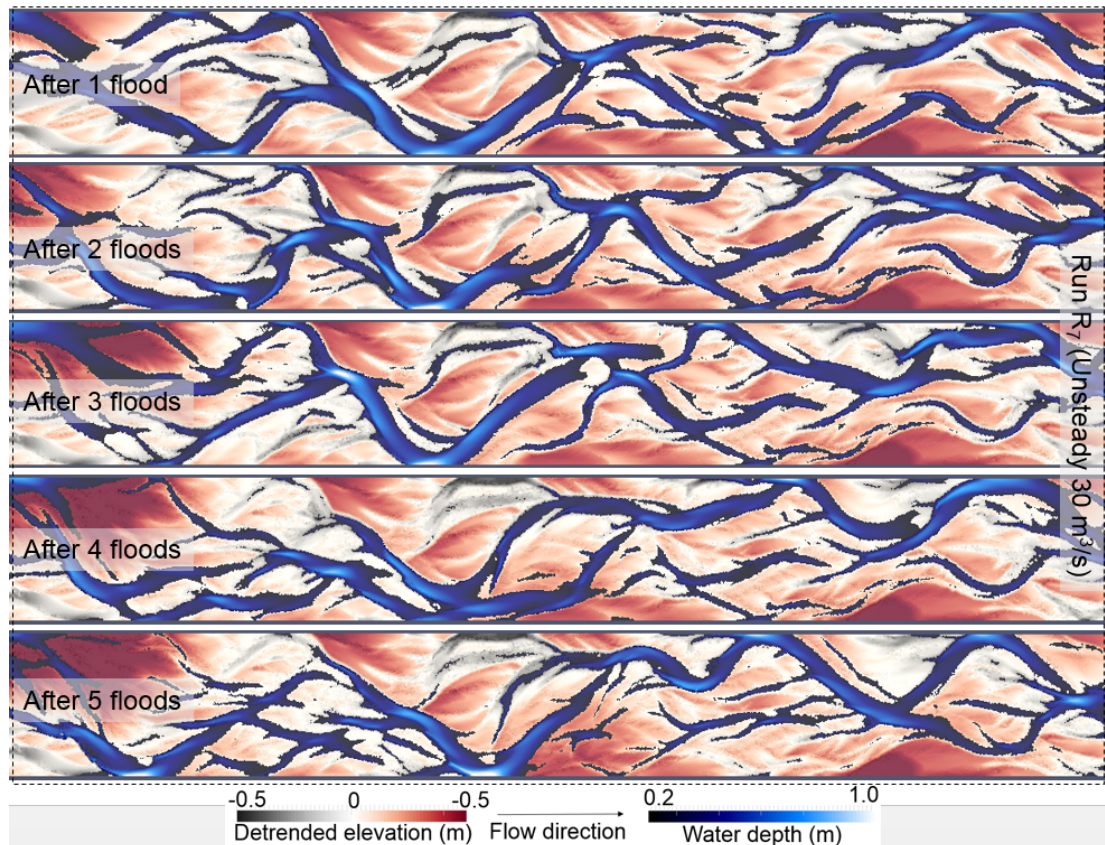 After 1 flood
After 2 floods
After 3 floods
After 4 floods
After 5 floods
Run R7 (Unsteady 30 m³/s)
-0.5 0 -0.5
Detrended elevation (m)
Flow direction
0.2 1.0
Water depth (m)